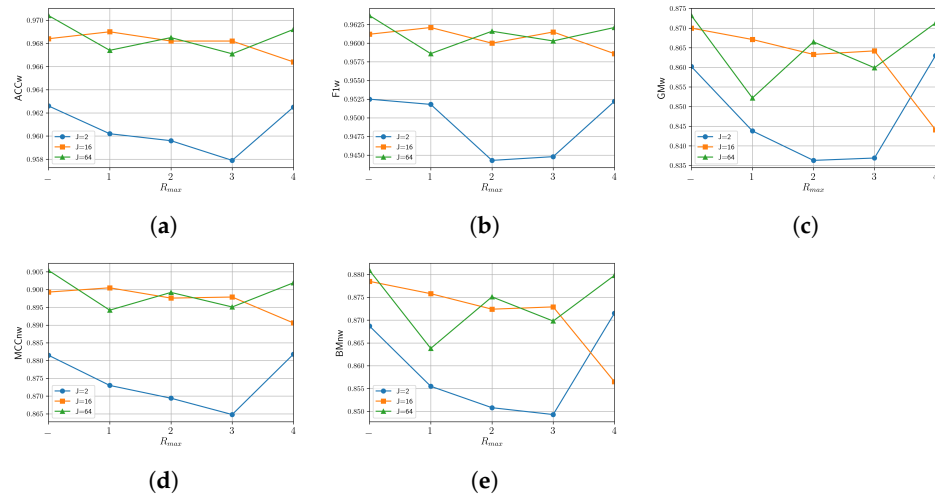 0.970
0.968
0.966
0.964
0.962
0.960
0.958
ACCw
J=2
J=16
J=64
– 1 2 3 4
R_max
(a)
0.9625
0.9600
0.9575
0.9550
0.9525
0.9500
0.9475
0.9450
F1w
J=2
J=16
J=64
– 1 2 3 4
R_max
(b)
0.875
0.870
0.865
0.860
0.855
0.850
0.845
0.840
0.835
GMw
J=2
J=16
J=64
– 1 2 3 4
R_max
(c)
0.905
0.900
0.895
0.890
0.885
0.880
0.875
0.870
0.865
MCCnw
J=2
J=16
J=64
– 1 2 3 4
R_max
(d)
0.880
0.875
0.870
0.865
0.860
0.855
0.850
BMnw
J=2
J=16
J=64
– 1 2 3 4
R_max
(e)